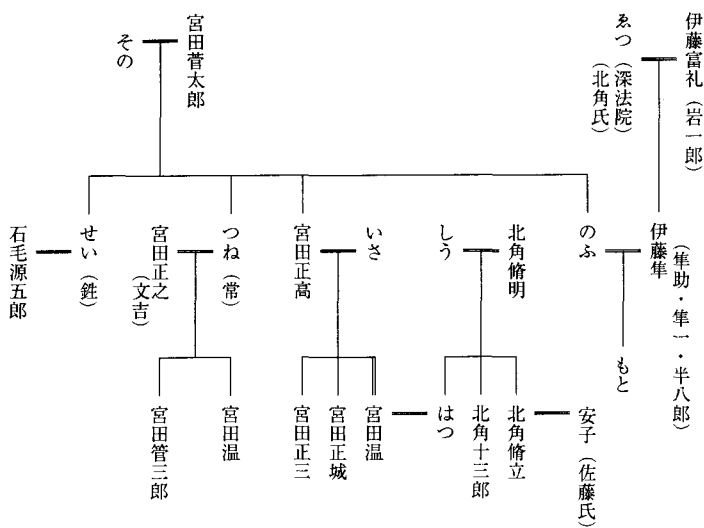 伊藤富礼（岩一郎）
ゑつ（深法院）
（北角氏）
宮田菅太郎
その
伊藤隼
（隼助・隼一・半八郎）
のふ
北角脩明
しう
いさ
宮田正高
つね（常）
宮田正之
（文吉）
せい（鉎）
石毛源五郎
もと
安子（佐藤氏）
北角脩立
北角十三郎
はつ
宮田温
宮田正城
宮田正三
宮田温
宮田管三郎